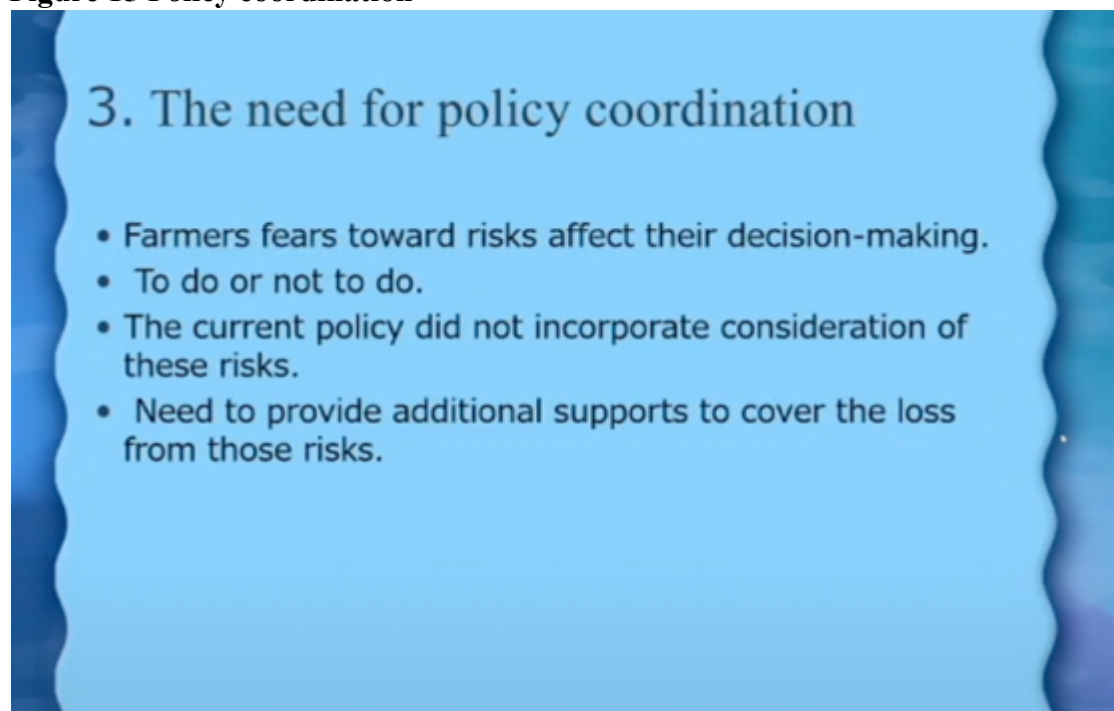 Figure 13 Policy coordination
3. The need for policy coordination
• Farmers fears toward risks affect their decision-making.
• To do or not to do.
• The current policy did not incorporate consideration of
these risks.
• Need to provide additional supports to cover the loss
from those risks.